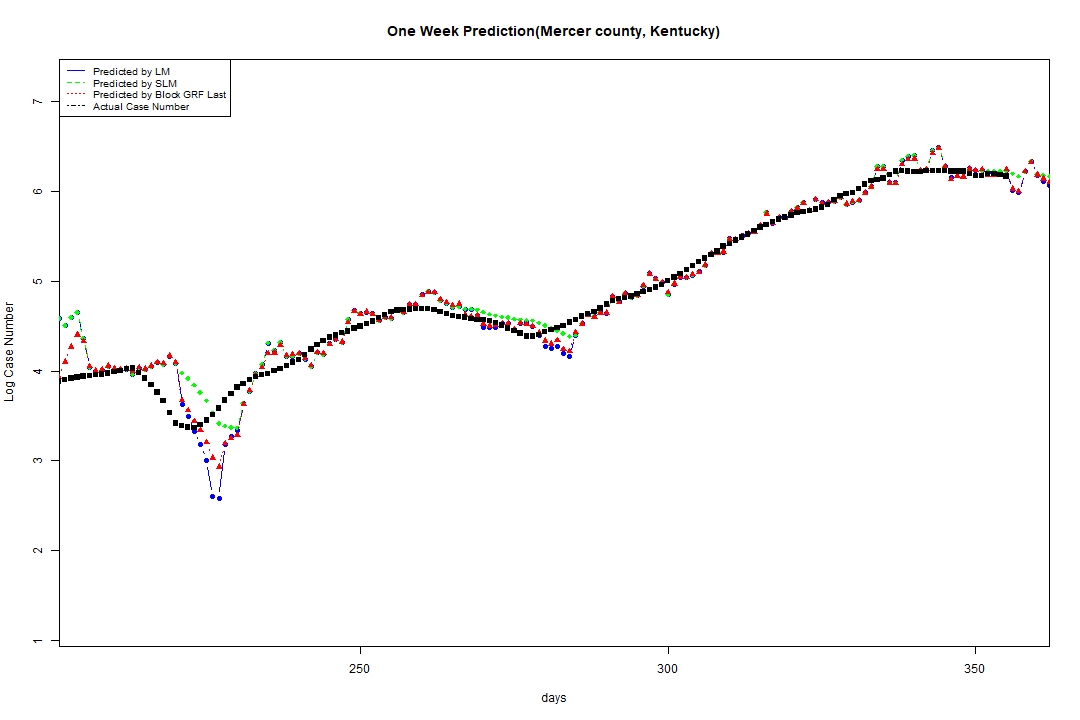 One Week Prediction(Mercer county, Kentucky)
Predicted by LM
Predicted by SLM
Predicted by Block GRF Last
Actual Case Number
7
6
5
4
3
2
1
Log Case Number
250 300 350
days